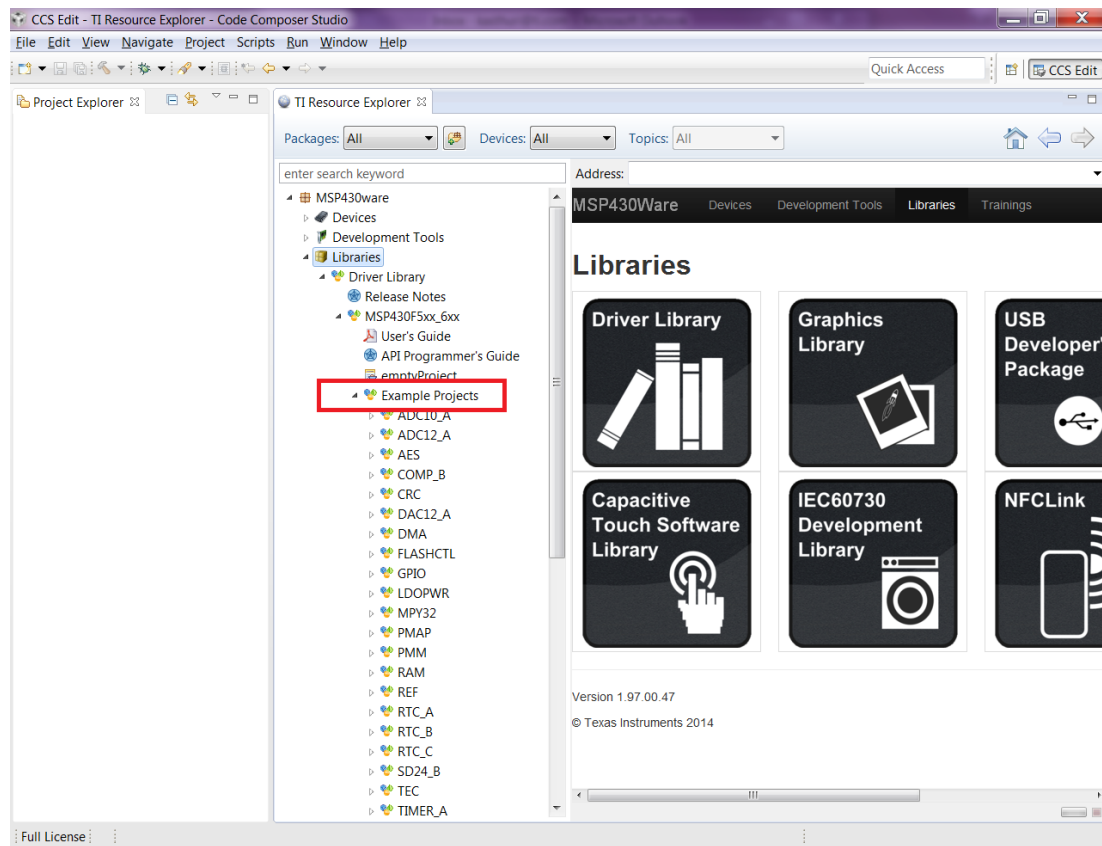 CCS Edit - TI Resource Explorer - Code Composer Studio
File Edit View Navigate Project Scripts Run Window Help
Quick Access
CCS Edit
Project Explorer
TI Resource Explorer
Packages: All
Devices: All
Topics: All
enter search keyword
Address:
MSP430ware
Devices
Development Tools
Libraries
Driver Library
Release Notes
MSP430F5xx_6xx
User's Guide
API Programmer's Guide
emptyProject
Example Projects
ADC10_A
ADC12_A
AES
COMP_B
CRC
DAC12_A
DMA
FLASHCTL
GPIO
LDOPWR
MPY32
PMAP
PMM
RAM
REF
RTC_A
RTC_B
RTC_C
SD24_B
TEC
TIMER_A
MSP430Ware Devices Development Tools Libraries Trainings
Libraries
Driver Library
Graphics
Library
USB
Developer'
Package
Capacitive
Touch Software
Library
IEC60730
Development
Library
NFCLink
Version 1.97.00.47
© Texas Instruments 2014
Full License